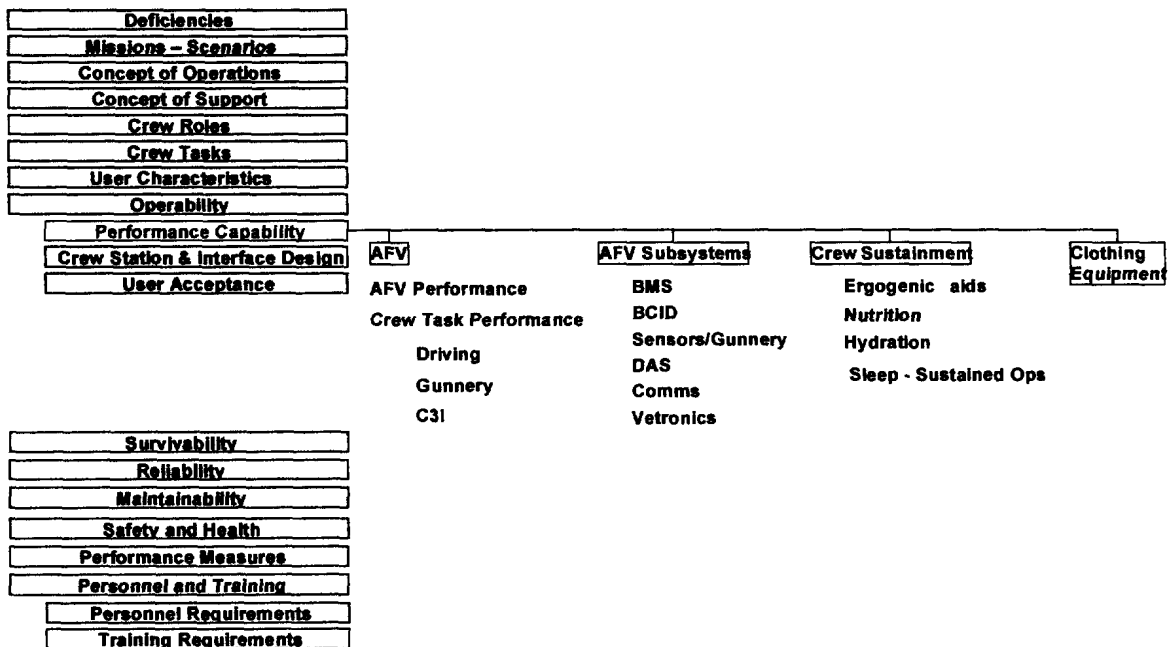 Deficiencies
Missions – Scenarios
Concept of Operations
Concept of Support
Crew Roles
Crew Tasks
User Characteristics
Operability
Performance Capability
Crew Station & Interface Design
User Acceptance
AFV
AFV Performance
Crew Task Performance
Driving
Gunnery
C3I
AFV Subsystems
BMS
BCID
Sensors/Gunnery
DAS
Comms
Vetronics
Crew Sustainment
Ergogenic aids
Nutrition
Hydration
Sleep - Sustained Ops
Clothing
Equipment
Survivability
Reliability
Maintainability
Safety and Health
Performance Measures
Personnel and Training
Personnel Requirements
Training Requirements